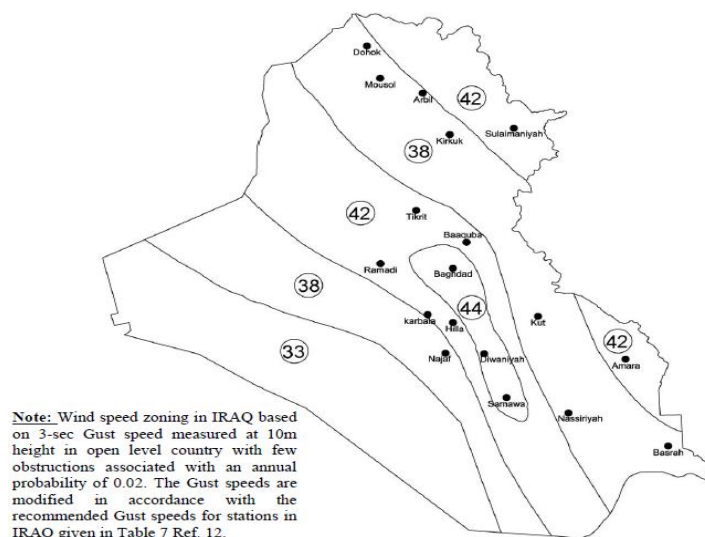 Dohok
Mousol
Arbil
42
Sulaimaniyah
Kirkuk
38
42
Tikrit
Baaquba
Ramadi
Baghdad
38
44
karbala
Hilla
Kut
42
33
Najaf
Diwaniyah
Amara
Samawa
Nassiriyah
Basrah
Note: Wind speed zoning in IRAQ based
on 3-sec Gust speed measured at 10m
height in open level country with few
obstructions associated with an annual
probability of 0.02. The Gust speeds are
modified in accordance with the
recommended Gust speeds for stations in
IRAQ given in Table 7 Ref. 12.